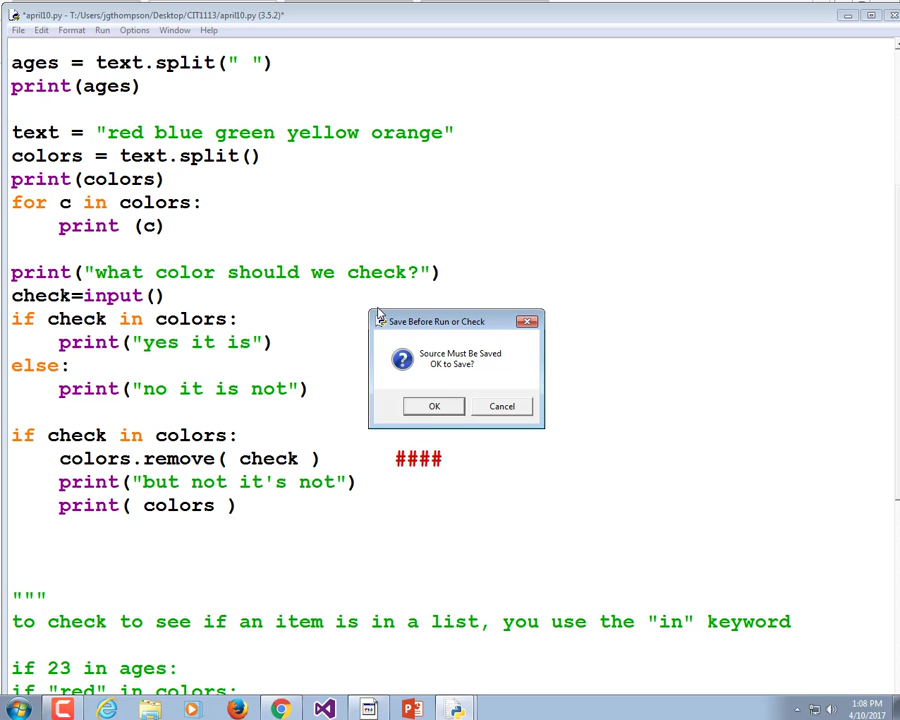 *april10.py - T:/Users/jgthompson/Desktop/CIT1113/april10.py (3.5.2)*
File Edit Format Run Options Window Help
ages = text.split(" ")
print(ages)
text = "red blue green yellow orange"
colors = text.split()
print(colors)
for c in colors:
print (c)
print("what color should we check?")
check=input()
if check in colors:
print("yes it is")
else:
print("no it is not")
if check in colors:
colors.remove( check ) ####
print("but not it's not")
print( colors )
"""
to check to see if an item is in a list, you use the "in" keyword
if 23 in ages:
if "red" in colors:
Save Before Run or Check
Source Must Be Saved
OK to Save?
OK Cancel
1:08 PM
4/10/2017